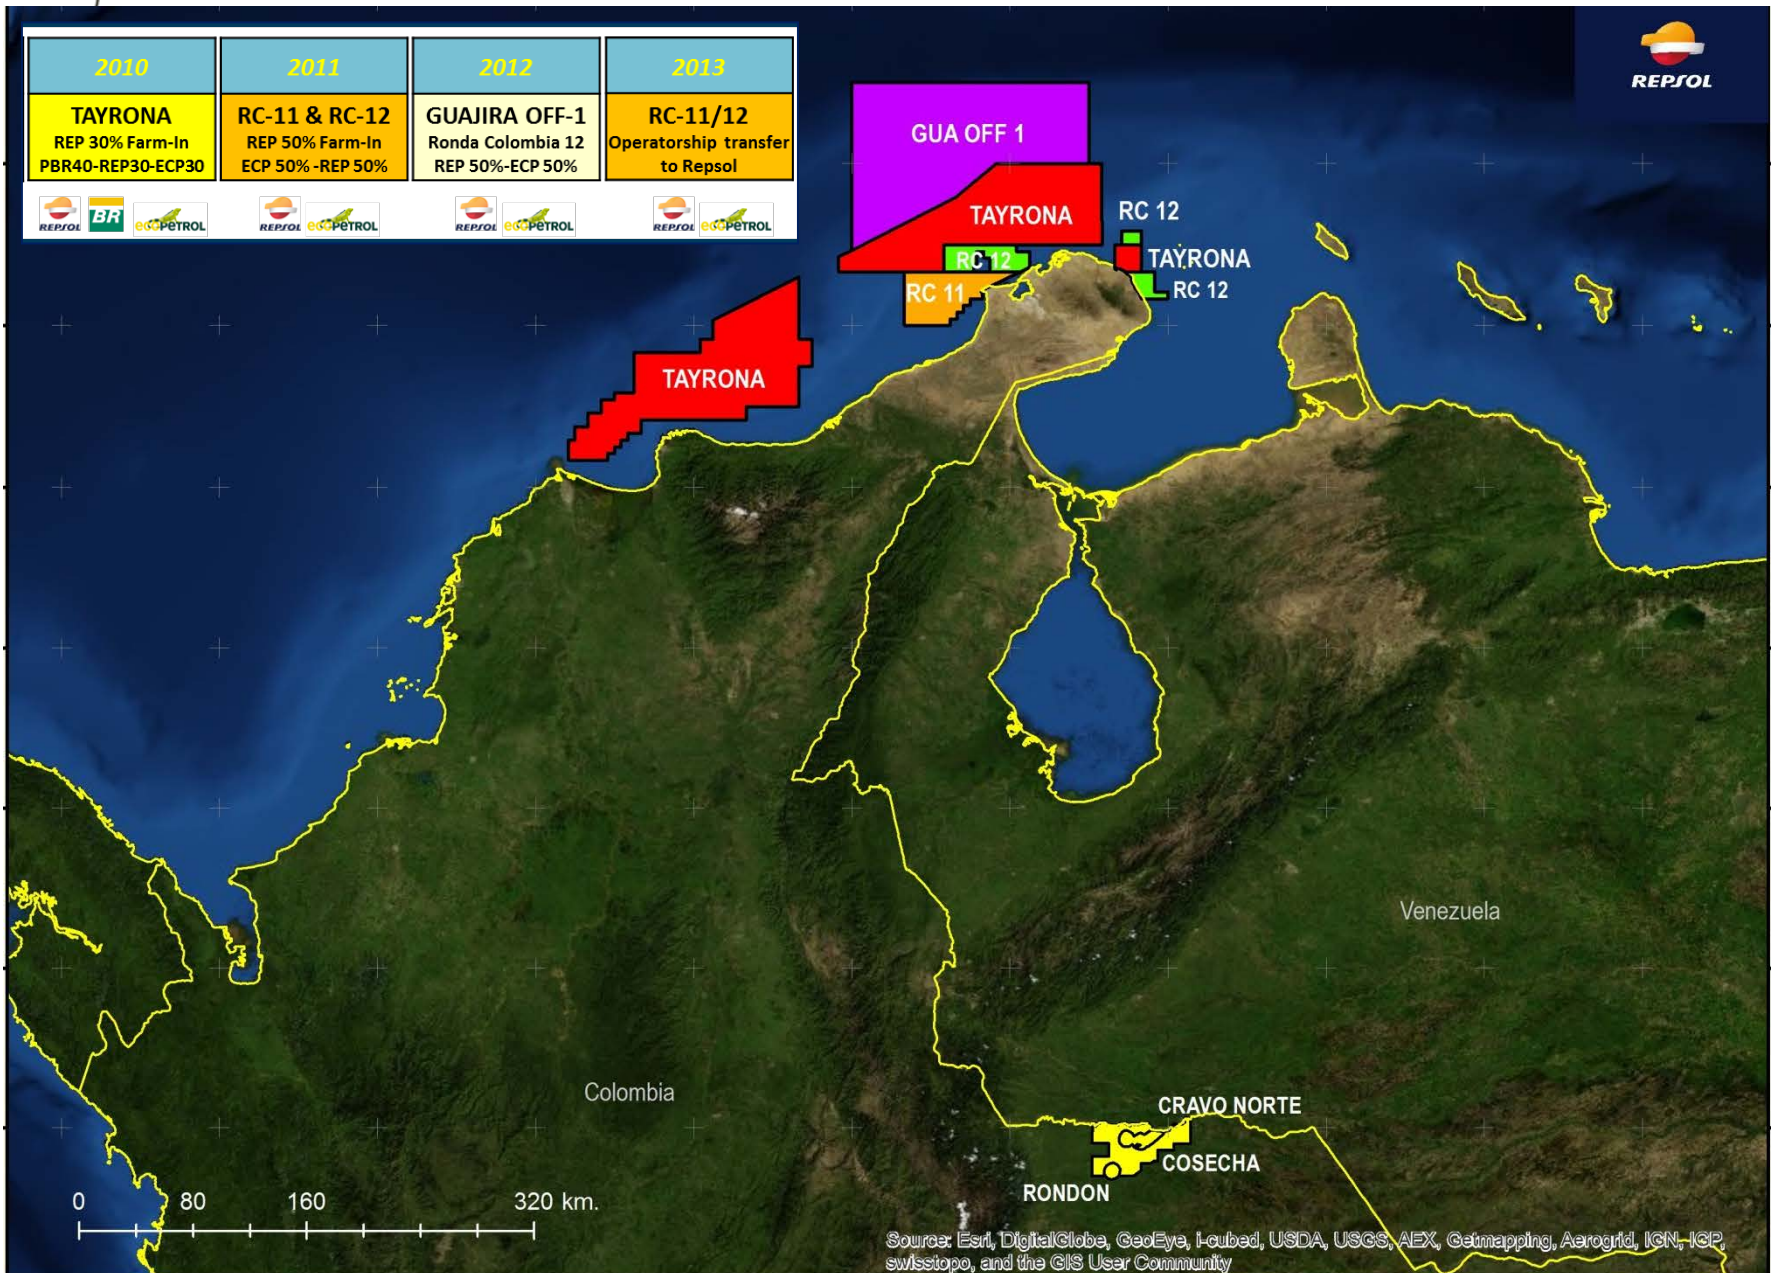 2010
2011
2012
2013
TAYRONA
REP 30% Farm-In
PBR40-REP30-ECP30
RC-11 & RC-12
REP 50% Farm-In
ECP 50% -REP 50%
GUAJIRA OFF-1
Ronda Colombia 12
REP 50%-ECP 50%
RC-11/12
Operatorship transfer
to Repsol
REPSOL
BR
ecoPETROL
REPSOL
ecoPETROL
REPSOL
ecoPETROL
REPSOL
ecoPETROL
REPSOL
GUA OFF 1
TAYRONA
RC 12
RC 12
TAYRONA
RC 12
RC 11
TAYRONA
Venezuela
Colombia
CRAVO NORTE
COSECHA
RONDON
0 80 160 320 km.
Source: Esri, DigitalGlobe, GeoEye, i-cubed, USDA, USGS, AEX, Getmapping, Aerogrid, IGN, IGP,
swisstopo, and the GIS User Community